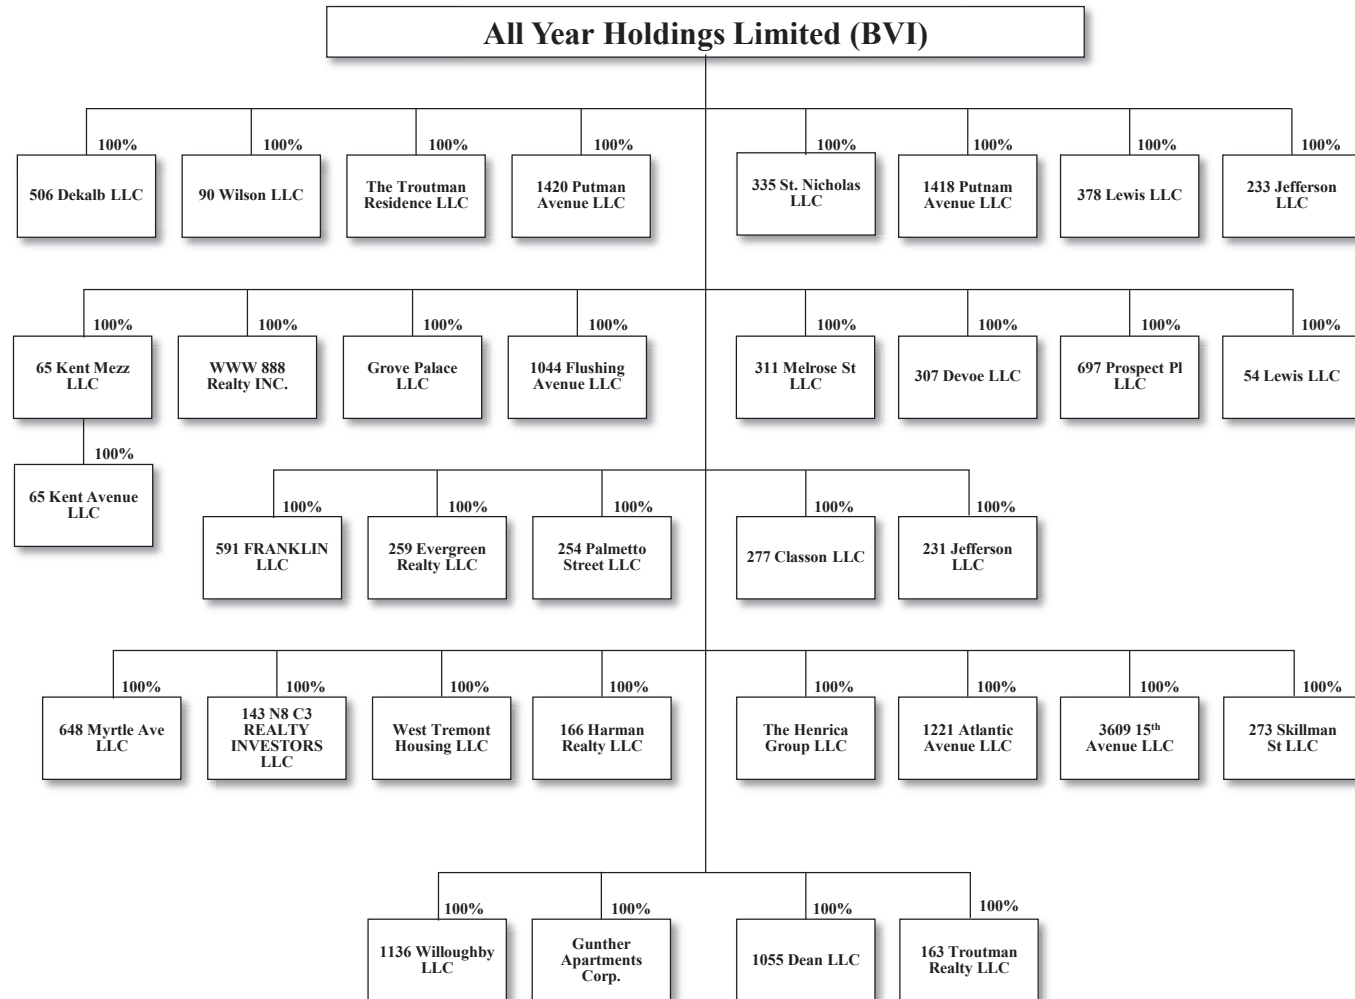 All Year Holdings Limited (BVI)
100%
100%
100%
100%
100%
100%
100%
100%
506 Dekalb LLC
90 Wilson LLC
The Troutman
Residence LLC
1420 Putman
Avenue LLC
335 St. Nicholas
LLC
1418 Putnam
Avenue LLC
378 Lewis LLC
233 Jefferson
LLC
100%
100%
100%
100%
100%
100%
100%
100%
65 Kent Mezz
LLC
WWW 888
Realty INC.
Grove Palace
LLC
1044 Flushing
Avenue LLC
311 Melrose St
LLC
307 Devoe LLC
697 Prospect Pl
LLC
54 Lewis LLC
100%
65 Kent Avenue
LLC
100%
100%
100%
100%
100%
591 FRANKLIN
LLC
259 Evergreen
Realty LLC
254 Palmetto
Street LLC
277 Classon LLC
231 Jefferson
LLC
100%
100%
100%
100%
100%
100%
100%
100%
648 Myrtle Ave
LLC
143 N8 C3
REALTY
INVESTORS
LLC
West Tremont
Housing LLC
166 Harman
Realty LLC
The Henrica
Group LLC
1221 Atlantic
Avenue LLC
3609 15th
Avenue LLC
273 Skillman
St LLC
100%
100%
100%
100%
1136 Willoughby
LLC
Gunther
Apartments
Corp.
1055 Dean LLC
163 Troutman
Realty LLC